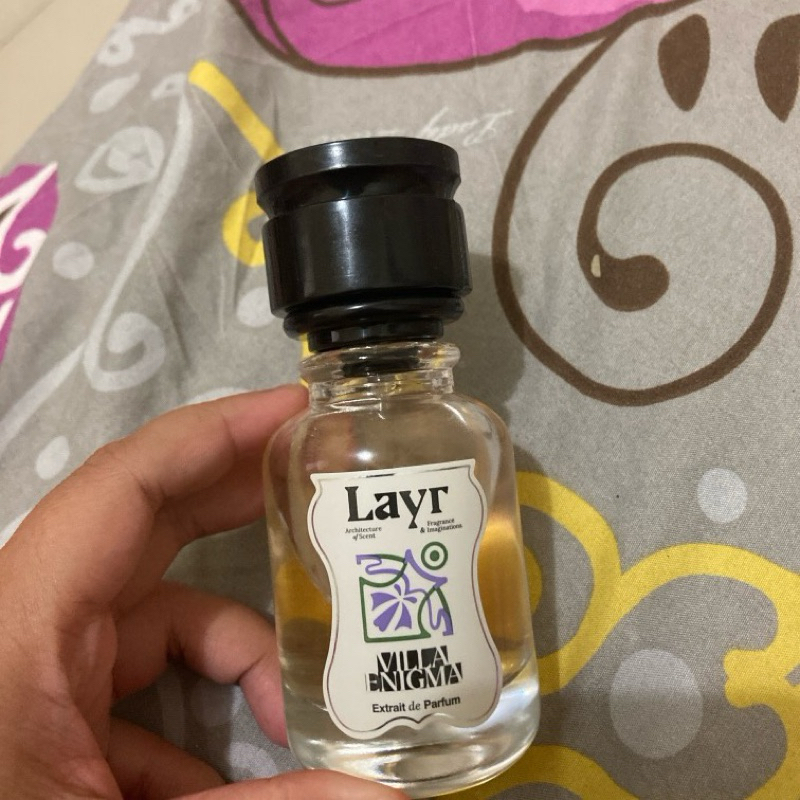 Layr
Architecture
of Scent
Fragrance
& Imaginations
VILLA
ENIGMA
Extrait de Parfum